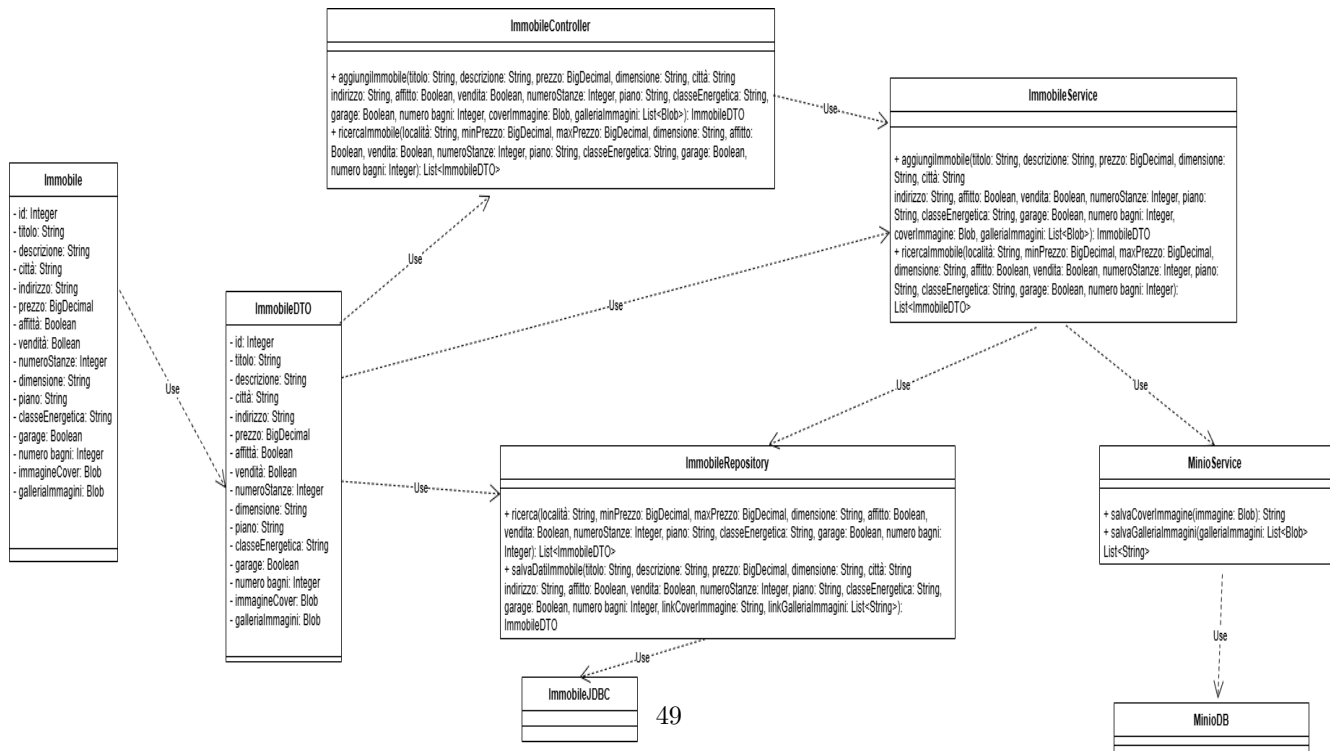 ImmobileController
+ aggiungiImmobile(titolo: String, descrizione: String, prezzo: BigDecimal, dimensione: String, città: String
indirizzo: String, affitto: Boolean, vendita: Boolean, numeroStanze: Integer, piano: String, classeEnergetica: String,
garage: Boolean, numero bagni: Integer, coverImmagine: Blob, galleriaImmagini: List<Blob>): ImmobileDTO
+ ricercaImmobile(località: String, minPrezzo: BigDecimal, maxPrezzo: BigDecimal, dimensione: String, affitto:
Boolean, vendita: Boolean, numeroStanze: Integer, piano: String, classeEnergetica: String, garage: Boolean,
numero bagni: Integer): List<ImmobileDTO>
Use
ImmobileService
+ aggiungiImmobile(titolo: String, descrizione: String, prezzo: BigDecimal, dimensione:
String, città: String
indirizzo: String, affitto: Boolean, vendita: Boolean, numeroStanze: Integer, piano:
String, classeEnergetica: String, garage: Boolean, numero bagni: Integer,
coverImmagine: Blob, galleriaImmagini: List<Blob>): ImmobileDTO
+ ricercaImmobile(località: String, minPrezzo: BigDecimal, maxPrezzo: BigDecimal,
dimensione: String, affitto: Boolean, vendita: Boolean, numeroStanze: Integer, piano:
String, classeEnergetica: String, garage: Boolean, numero bagni: Integer):
List<ImmobileDTO>
Immobile
- id: Integer
- titolo: String
- descrizione: String
- città: String
- indirizzo: String
- prezzo: BigDecimal
- affittà: Boolean
- vendità: Bollean
- numeroStanze: Integer
- dimensione: String
- piano: String
- classeEnergetica: String
- garage: Boolean
- numero bagni: Integer
- immagineCover: Blob
- galleriaImmagini: Blob
Use
Use
Use
ImmobileDTO
- id: Integer
- titolo: String
- descrizione: String
- città: String
- indirizzo: String
- prezzo: BigDecimal
- affittà: Boolean
- vendità: Bollean
- numeroStanze: Integer
- dimensione: String
- piano: String
- classeEnergetica: String
- garage: Boolean
- numero bagni: Integer
- immagineCover: Blob
- galleriaImmagini: Blob
Use
Use
Use
ImmobileRepository
+ ricerca(località: String, minPrezzo: BigDecimal, maxPrezzo: BigDecimal, dimensione: String, affitto: Boolean,
vendita: Boolean, numeroStanze: Integer, piano: String, classeEnergetica: String, garage: Boolean, numero bagni:
Integer): List<ImmobileDTO>
+ salvaDatiImmobile(titolo: String, descrizione: String, prezzo: BigDecimal, dimensione: String, città: String
indirizzo: String, affitto: Boolean, vendita: Boolean, numeroStanze: Integer, piano: String, classeEnergetica: String,
garage: Boolean, numero bagni: Integer, linkCoverImmagine: String, linkGalleriaImmagini: List<String>):
ImmobileDTO
MinioService
+ salvaCoverImmagine(immagine: Blob): String
+ salvaGalleriaImmagini(galleriaImmagini: List<Blob>
List<String>
Use
Use
ImmobileJDBC
49
MinioDB